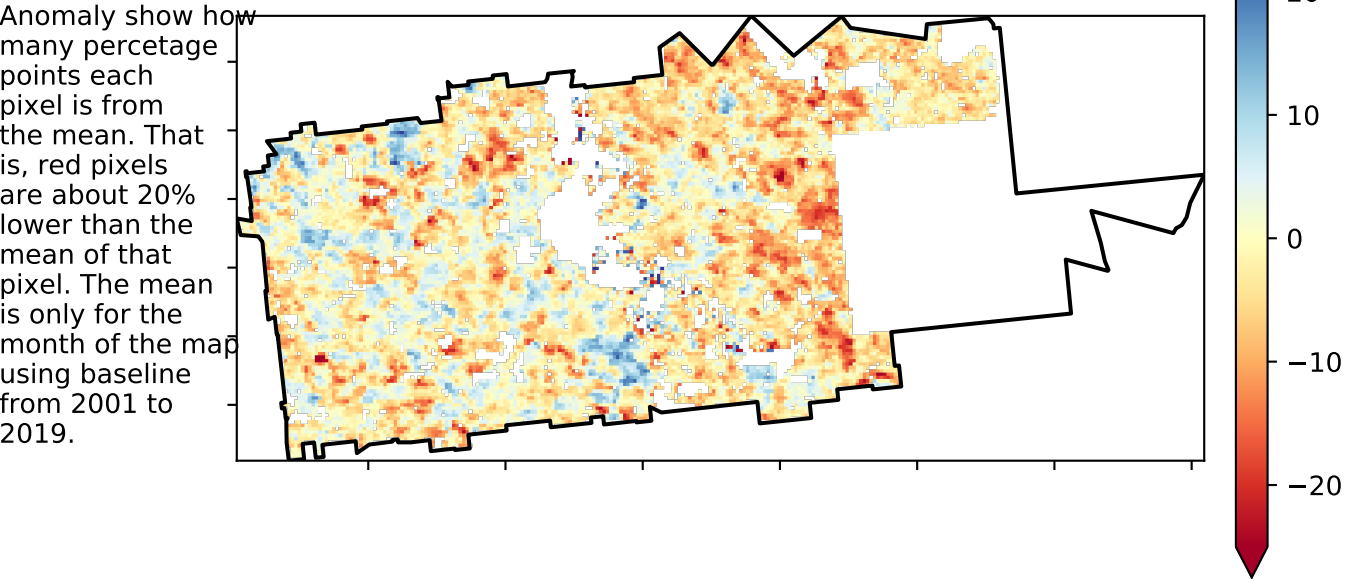 Anomaly show how
many percetage
points each
pixel is from
the mean. That
is, red pixels
are about 20%
lower than the
mean of that
pixel. The mean
is only for the
month of the map
using baseline
from 2001 to
2019.
10
0
−10
−20